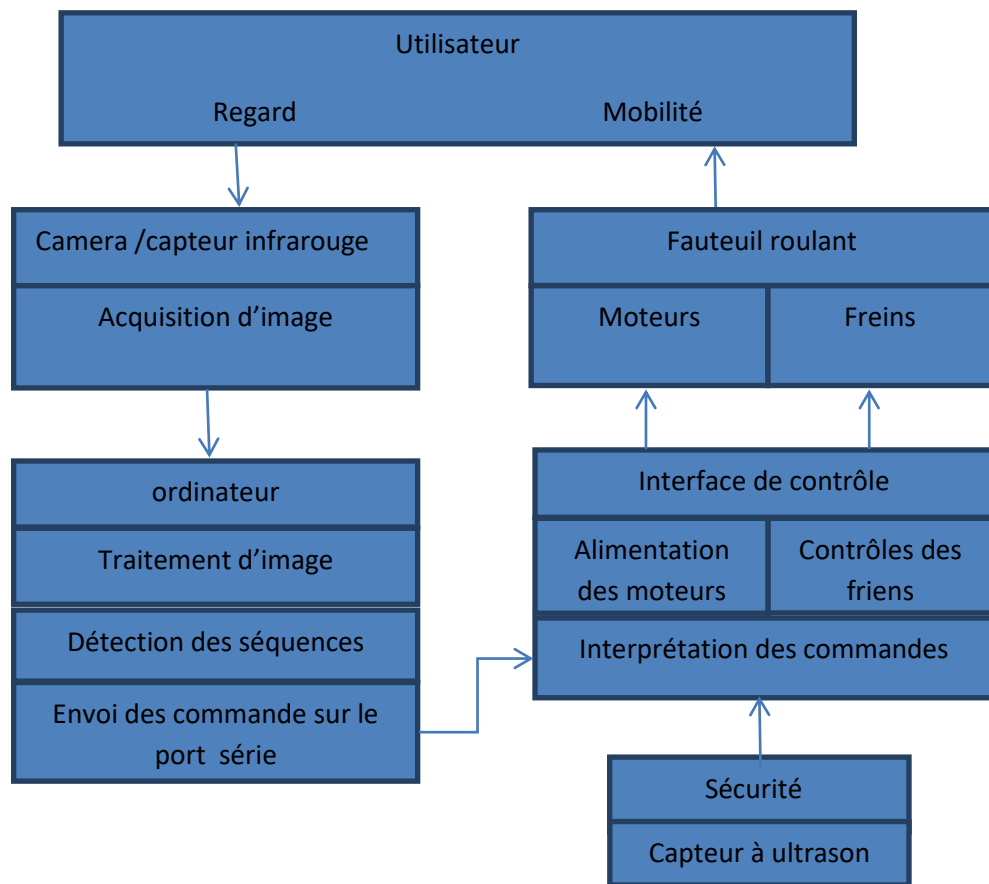 Utilisateur
Regard
Mobilité
Camera /capteur infrarouge
Acquisition d’image
ordinateur
Traitement d’image
Détection des séquences
Envoi des commande sur le
port série
Fauteuil roulant
Moteurs
Freins
Interface de contrôle
Alimentation
des moteurs
Contrôles des
friens
Interprétation des commandes
Sécurité
Capteur à ultrason